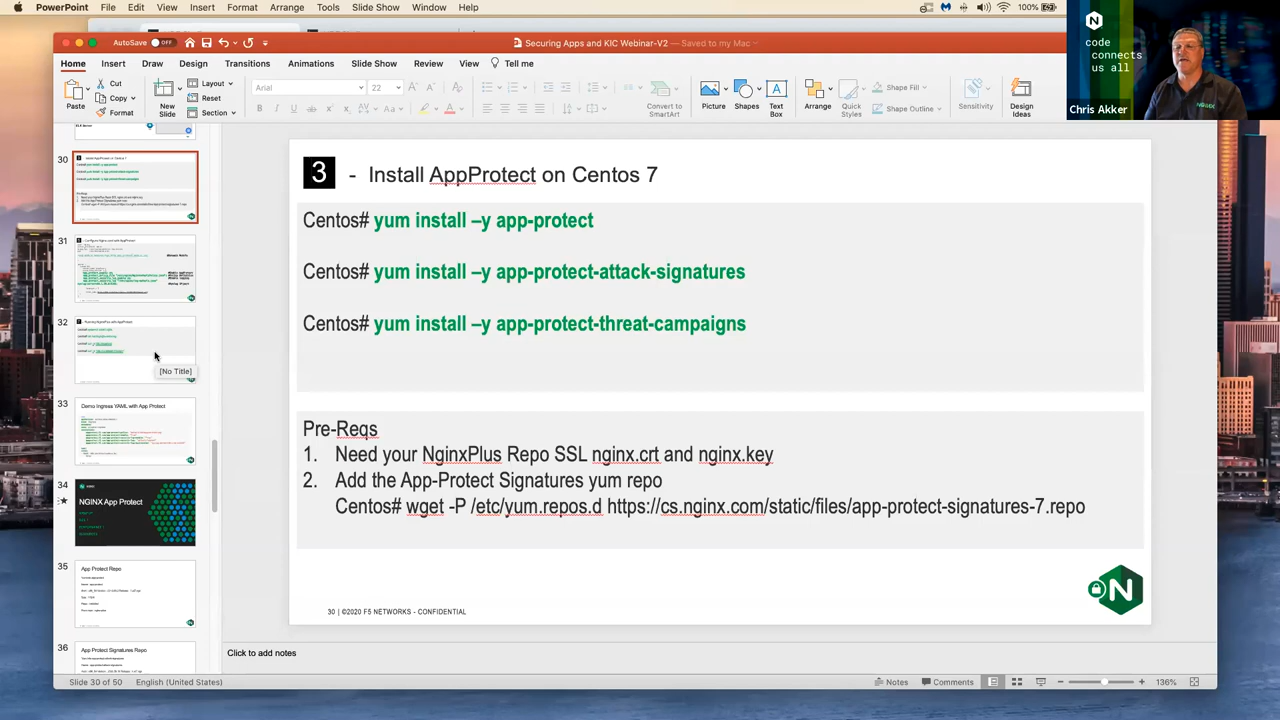 PowerPoint File Edit View Insert Format Arrange Tools Slide Show Window Help
100%
AutoSave OFF
Securing Apps and KIC Webinar-V2 — Saved to my Mac
Home Insert Draw Design Transitions Animations Slide Show Review View Tell me
Paste
Cut
Copy
Format
New Slide
Layout
Reset
Section
Arial 22
Convert to SmartArt
Picture
Shapes
Text Box
Arrange
Quick Styles
Shape Fill
Shape Outline
Sensitivity
Design Ideas
code
connects
us all
Chris Akker
NGINX
30
31
32
[No Title]
33
Demo Ingress YAML with App Protect
34
NGINX App Protect
35
App Protect Repo
36
App Protect Signatures Repo
3 - Install AppProtect on Centos 7
Centos# yum install –y app-protect
Centos# yum install –y app-protect-attack-signatures
Centos# yum install –y app-protect-threat-campaigns
Pre-Reqs
1. Need your NginxPlus Repo SSL nginx.crt and nginx.key
2. Add the App-Protect Signatures yum repo
Centos# wget -P /etc/yum.repos.d https://cs.nginx.com/static/files/app-protect-signatures-7.repo
30 | ©2020 F5 NETWORKS - CONFIDENTIAL
N
Click to add notes
Slide 30 of 50 English (United States)
Notes Comments 136%